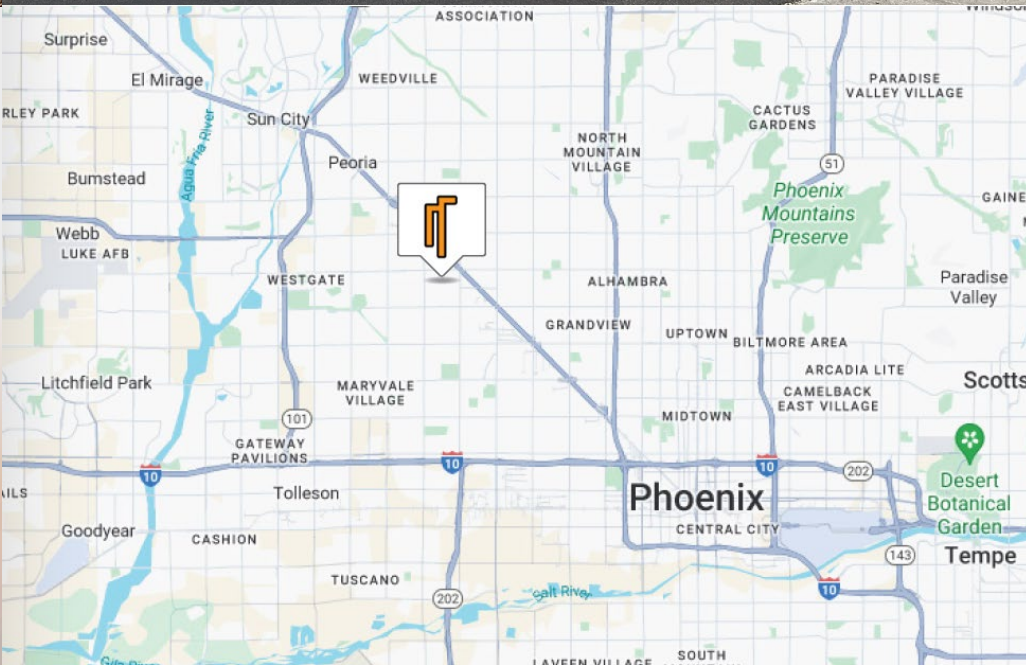 ASSOCIATION
Surprise
El Mirage
WEEDVILLE
PARADISE
VALLEY VILLAGE
RLEY PARK
Sun City
CACTUS
GARDENS
Agua Fria River
NORTH
MOUNTAIN
VILLAGE
Peoria
51
Bumstead
Phoenix
Mountains
Preserve
GAINE
Webb
LUKE AFB
WESTGATE
ALHAMBRA
Paradise
Valley
GRANDVIEW
UPTOWN
BILTMORE AREA
ARCADIA LITE
Litchfield Park
MARYVALE
VILLAGE
Scotts
CAMELBACK
EAST VILLAGE
101
MIDTOWN
GATEWAY
PAVILIONS
10
10
10
202
AILS
Tolleson
Phoenix
Desert
Botanical
Garden
Goodyear
CASHION
CENTRAL CITY
143
Tempe
TUSCANO
202
Salt River
10
LAVEEN VILLAGE
SOUTH